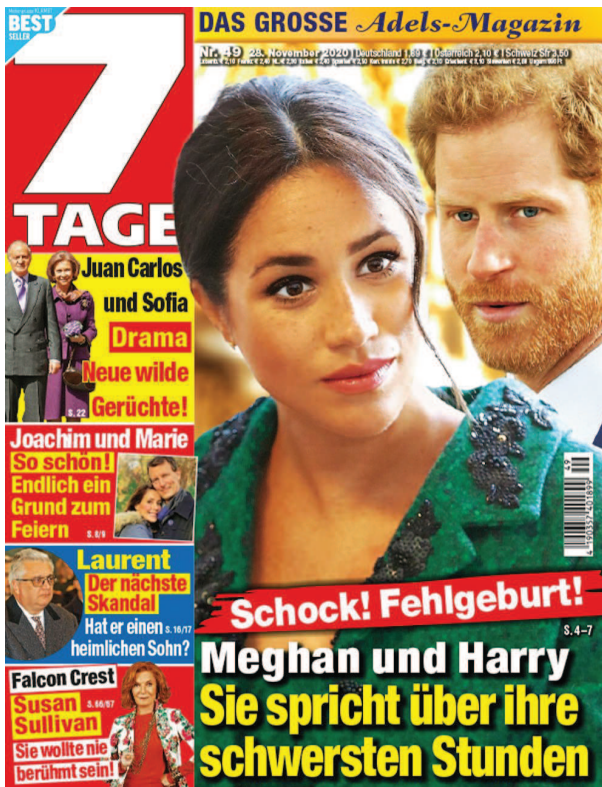 BEST
SELLER
7
TAGE
DAS GROSSE Adels-Magazin
Nr. 49 | 28. November 2020 | Deutschland 1,89 € | Österreich 2,10 € | Schweiz Sfr 3,50
Juan Carlos
und Sofia
Drama
Neue wilde
Gerüchte!
S. 22
Joachim und Marie
So schön!
Endlich ein
Grund zum
Feiern
S. 8/9
Laurent
Der nächste
Skandal
Hat er einen S. 16/17
heimlichen Sohn?
Falcon Crest
Susan
Sullivan
S. 66/67
Sie wollte nie
berühmt sein!
49
4 190357 401899
Schock! Fehlgeburt!
S. 4–7
Meghan und Harry
Sie spricht über ihre
schwersten Stunden